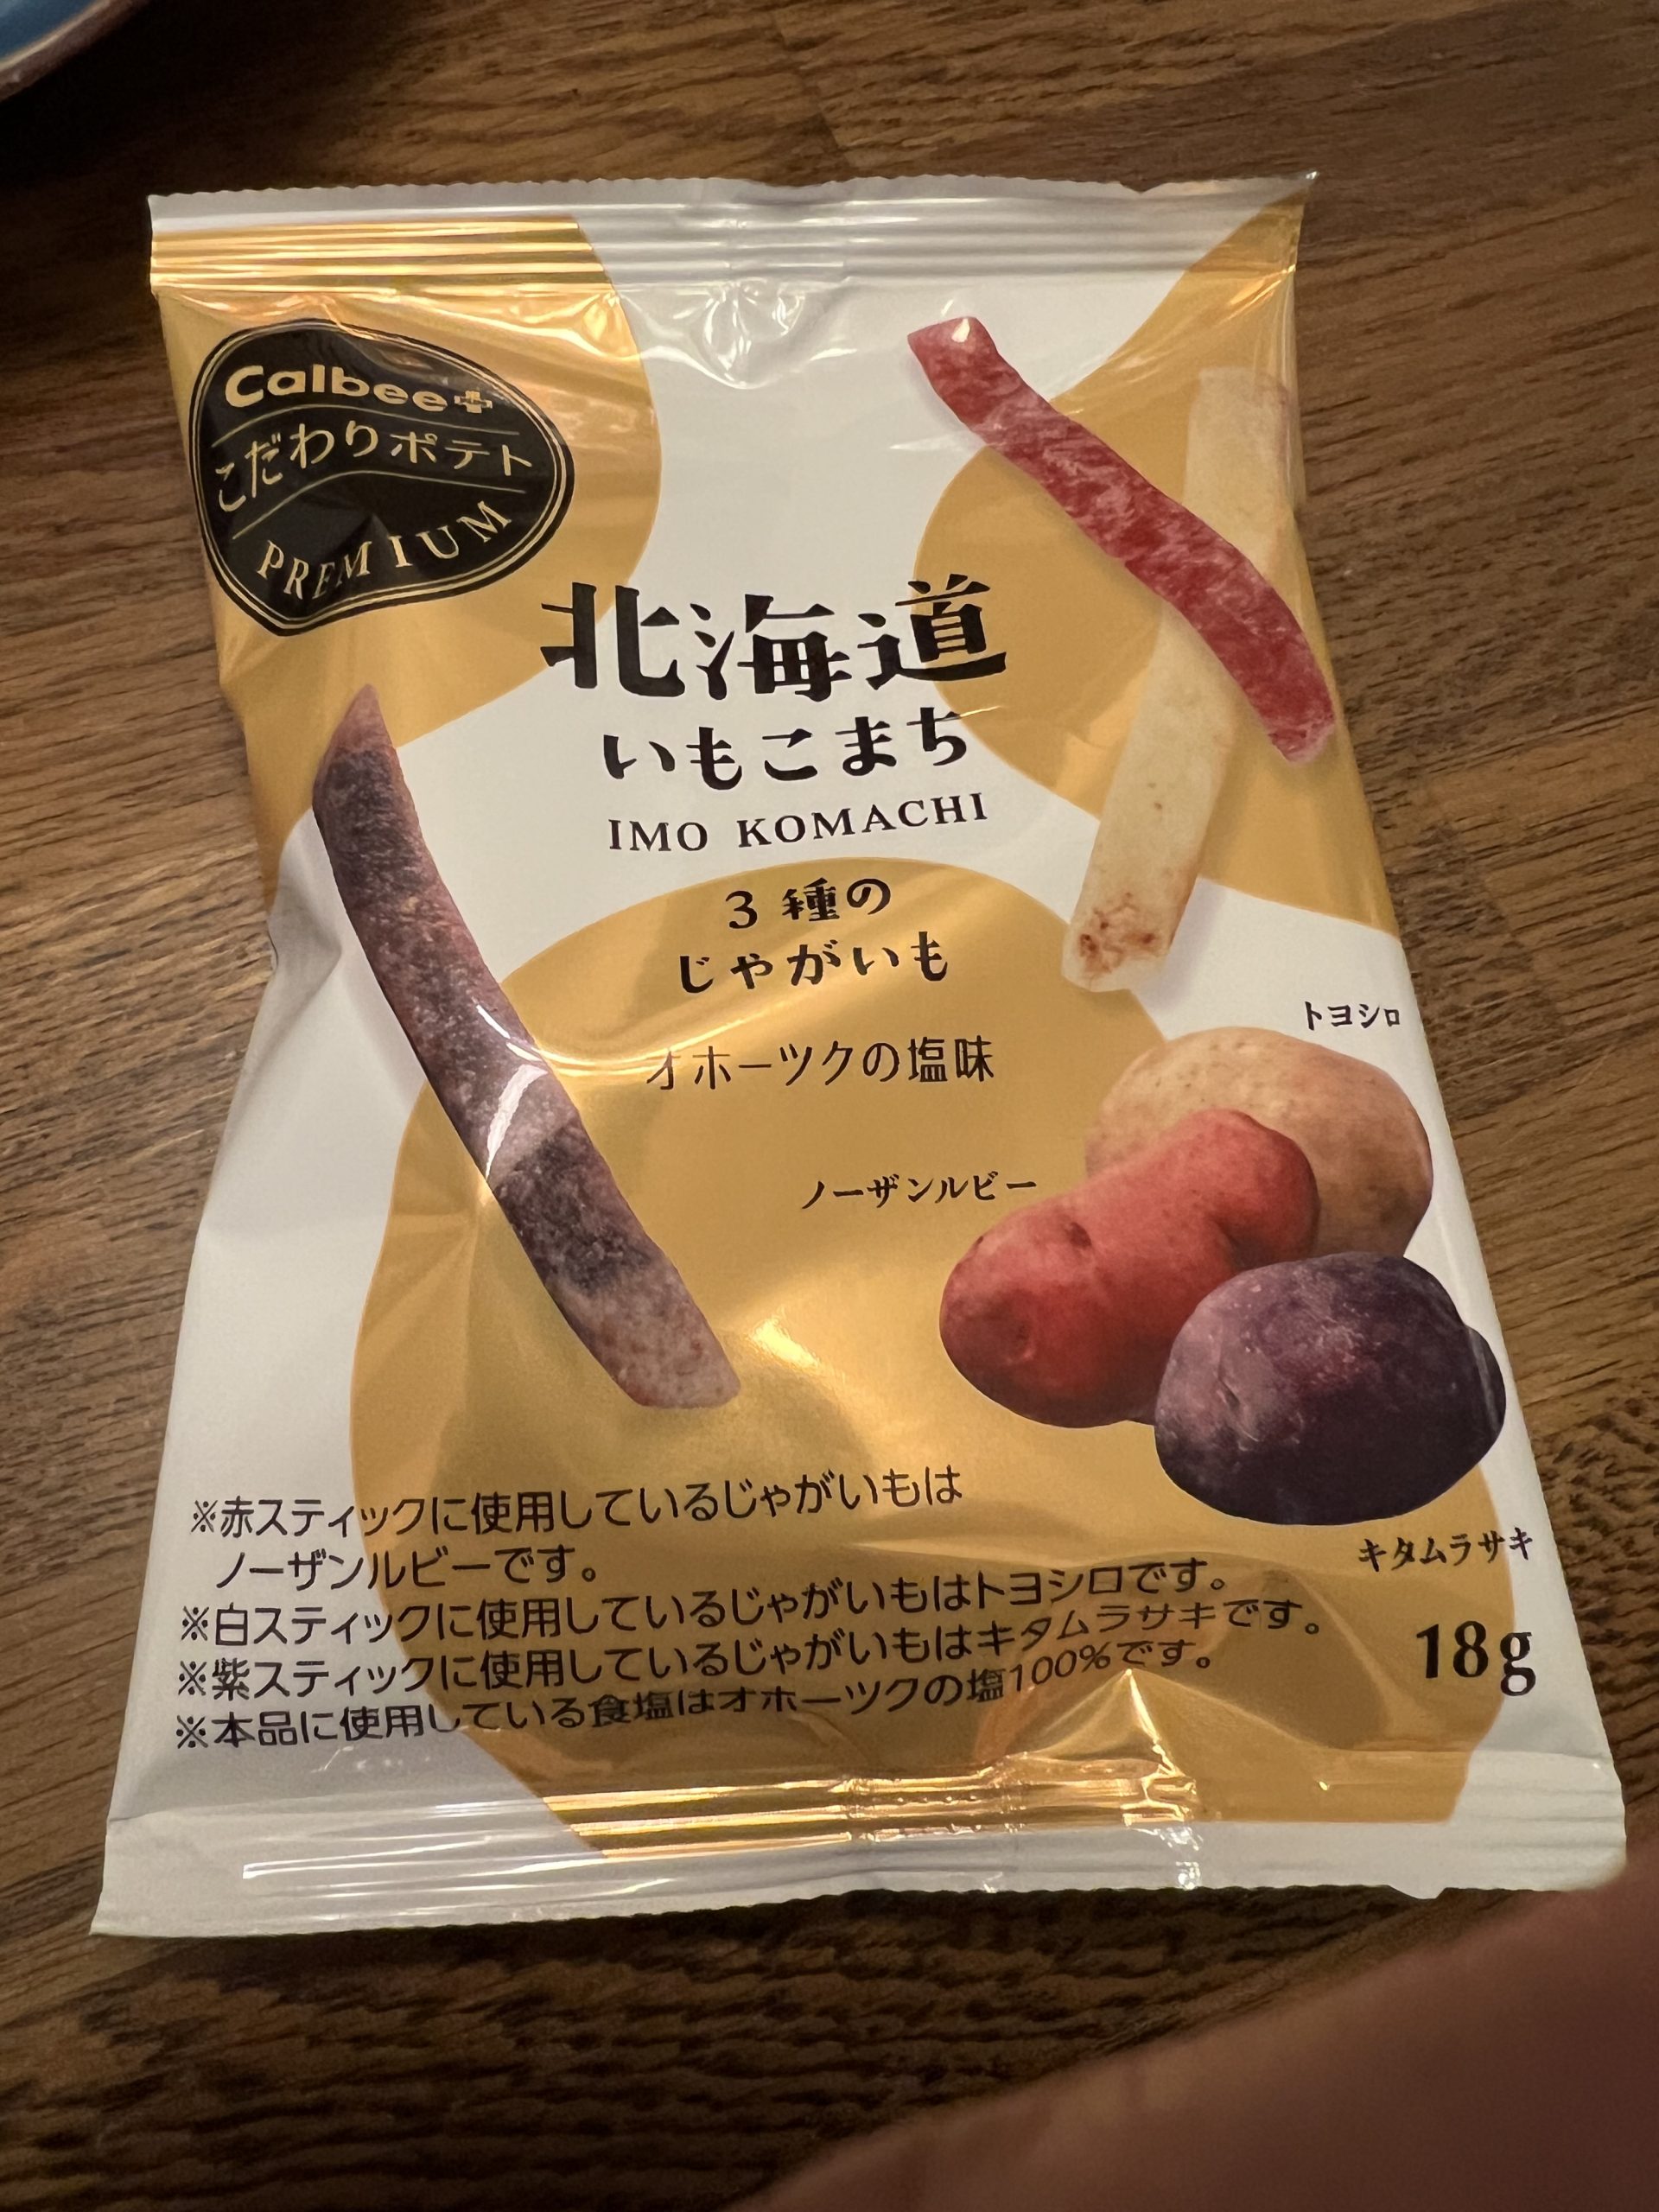 Calbee+
こだわりポテト
PREMIUM
北海道
いもこまち
IMO KOMACHI
3種の
じゃがいも
オホーツクの塩味
トヨシロ
ノーザンルビー
キタムラサキ
※赤スティックに使用しているじゃがいもは
ノーザンルビーです。
※白スティックに使用しているじゃがいもはトヨシロです。
※紫スティックに使用しているじゃがいもはキタムラサキです。
※本品に使用している食塩はオホーツクの塩100%です。
18g